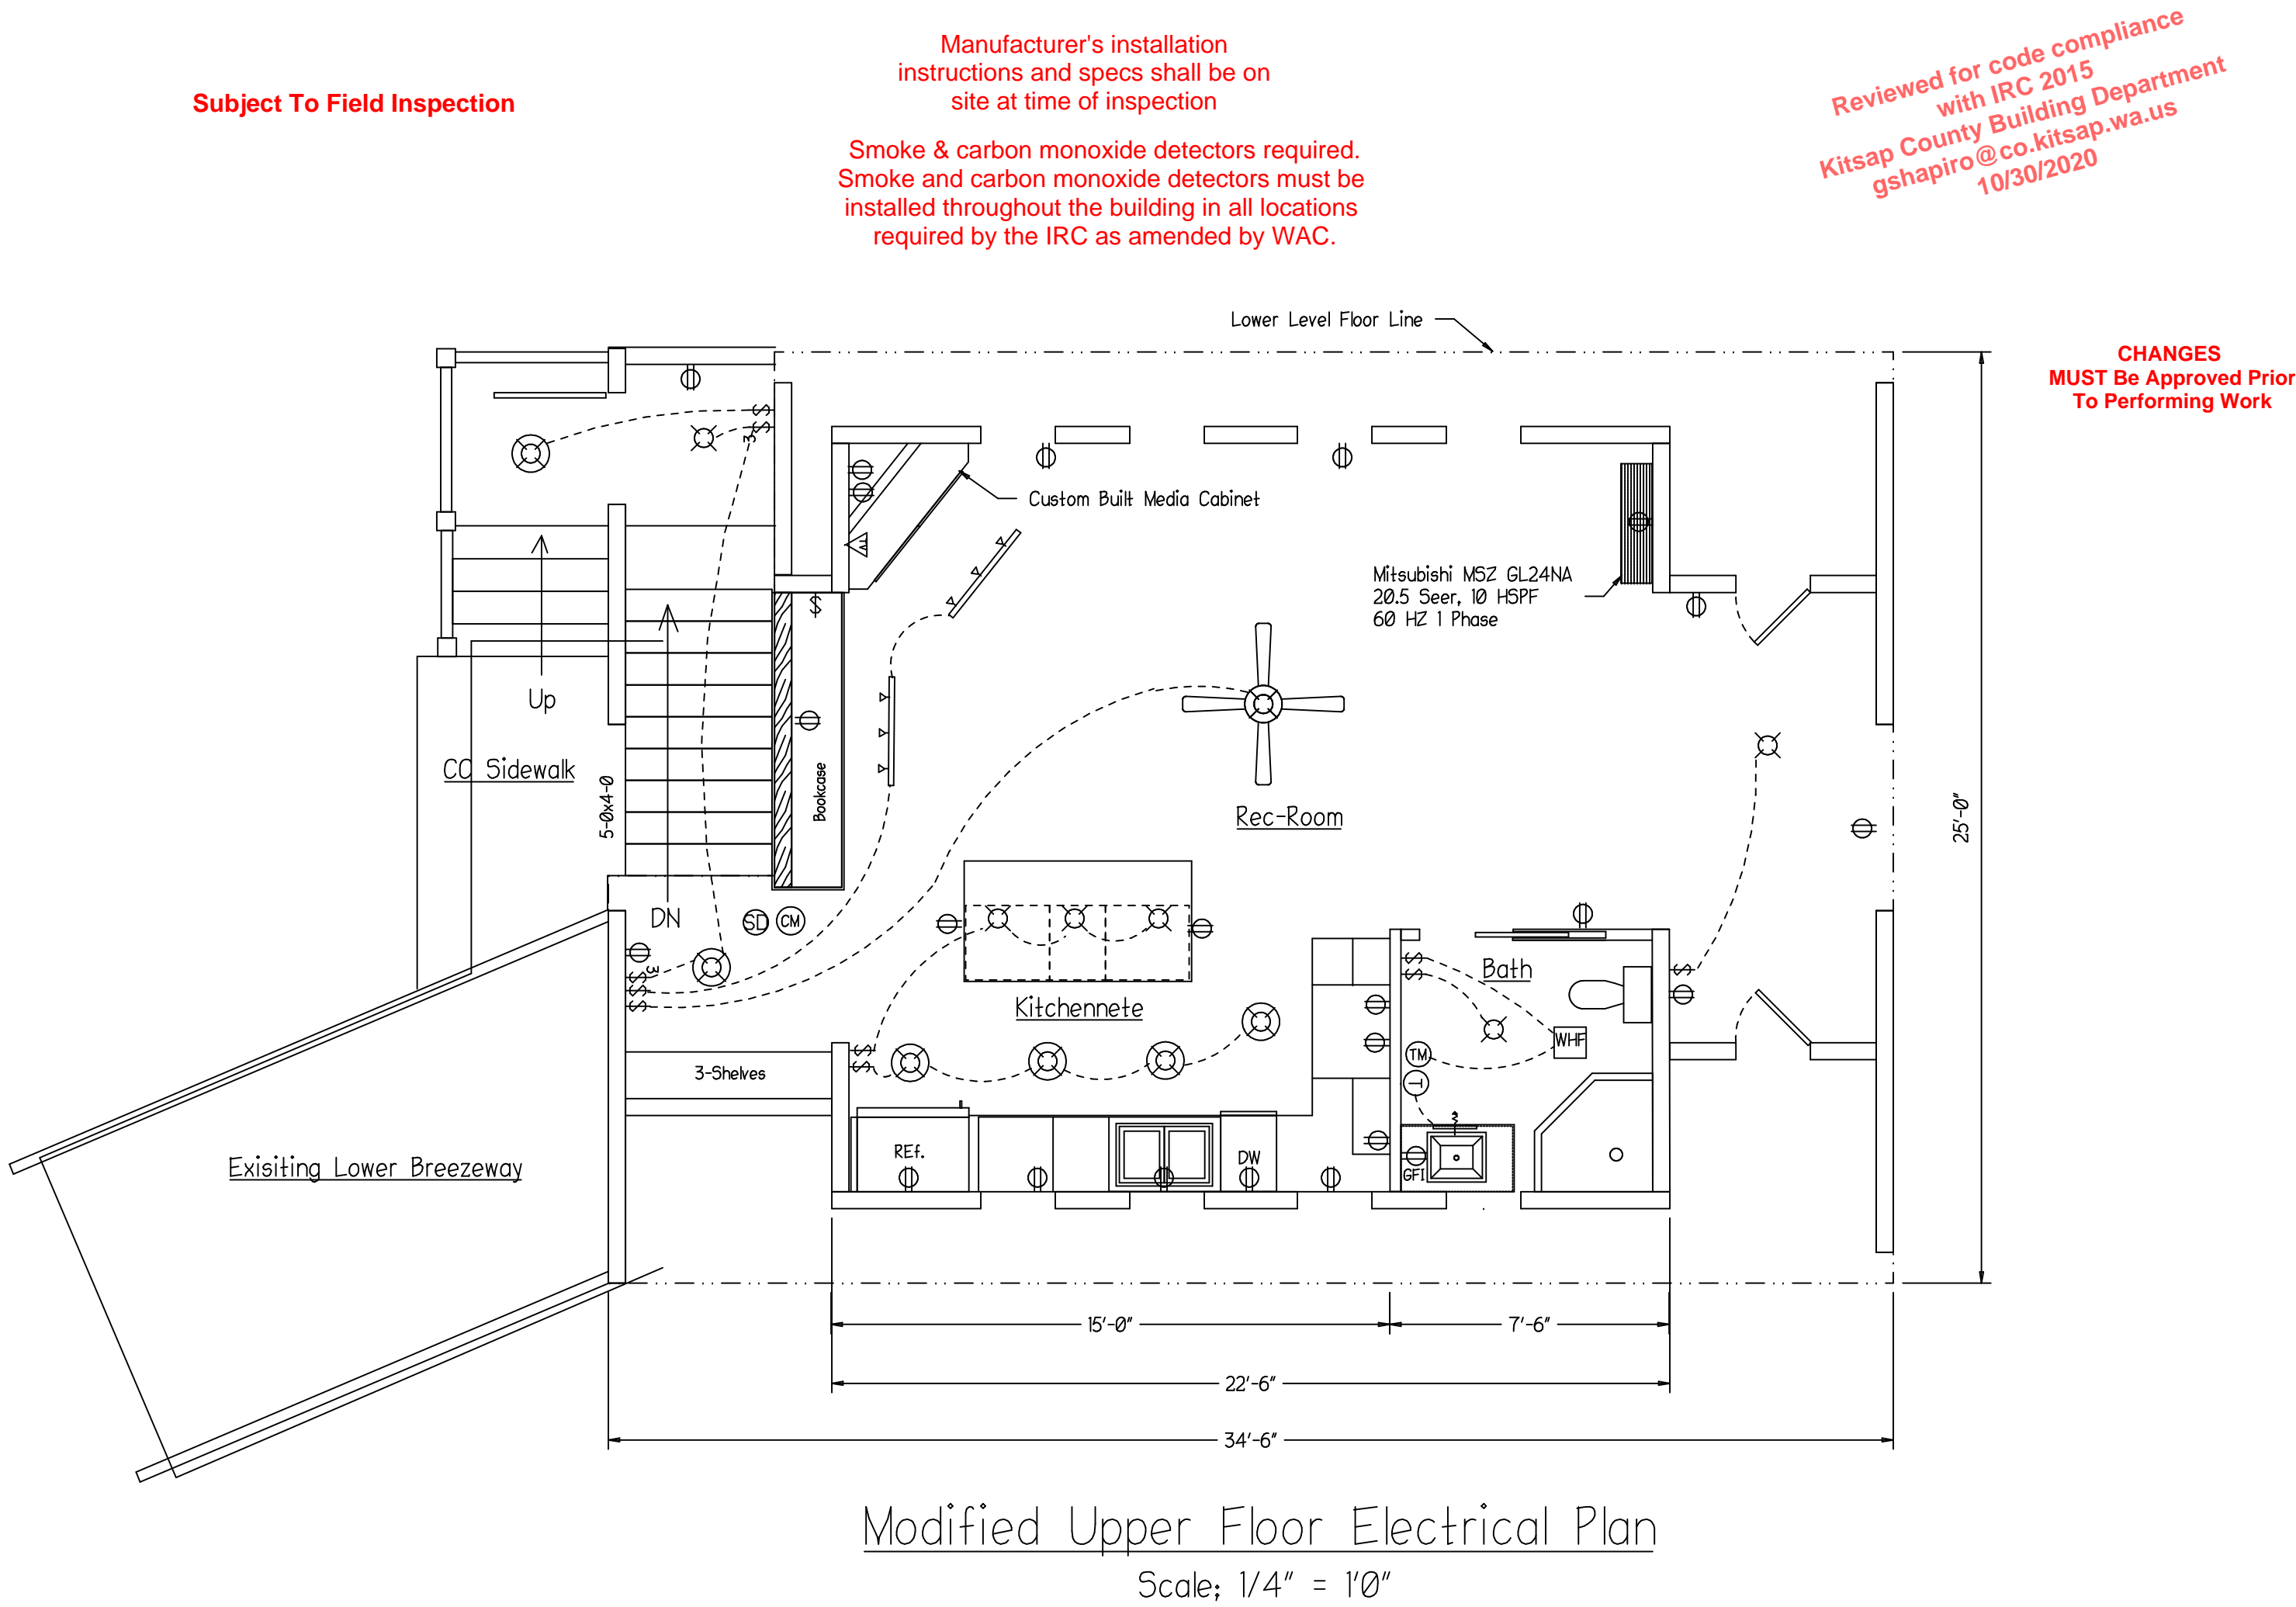 Manufacturer's installation
instructions and specs shall be on
site at time of inspection
Subject To Field Inspection
Smoke & carbon monoxide detectors required.
Smoke and carbon monoxide detectors must be
installed throughout the building in all locations
required by the IRC as amended by WAC.
Reviewed for code compliance
with IRC 2015
Kitsap County Building Department
gshapiro@co.kitsap.wa.us
10/30/2020
Lower Level Floor Line
CHANGES
MUST Be Approved Prior
To Performing Work
3
Custom Built Media Cabinet
TV
Mitsubishi MSZ GL24NA
20.5 Seer, 10 HSPF
60 HZ 1 Phase
Up
CO Sidewalk
5-0x4-0
Bookcase
Rec-Room
25'-0"
DN
SD
CM
3
Kitchennete
Bath
WHF
TM
T
3-Shelves
REf.
DW
GFI
Exisiting Lower Breezeway
15'-0"
7'-6"
22'-6"
34'-6"
Modified Upper Floor Electrical Plan
Scale; 1/4" = 1'0"